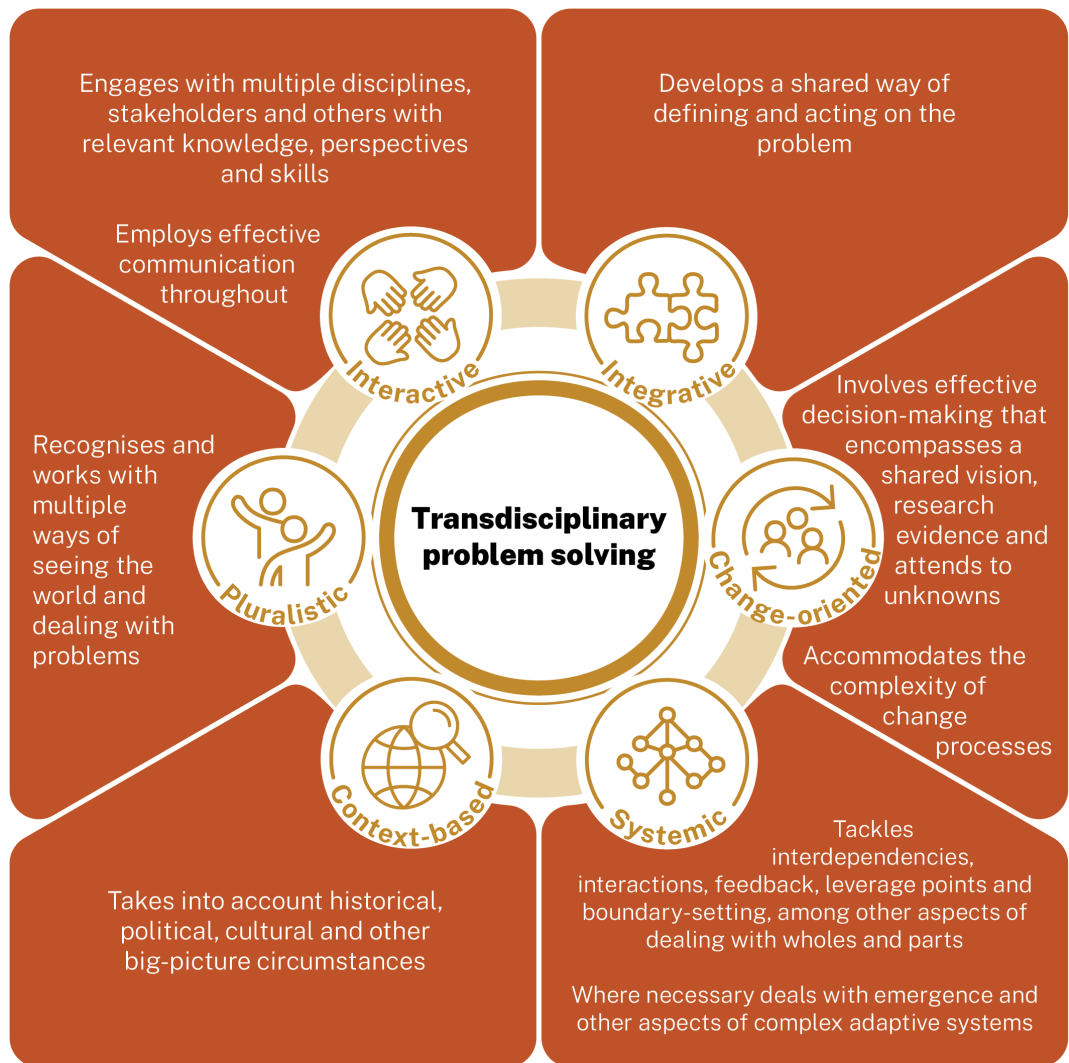 Engages with multiple disciplines,
stakeholders and others with
relevant knowledge, perspectives
and skills
Employs effective
communication
throughout
Interactive
Develops a shared way of
defining and acting on the
problem
Integrative
Involves effective
decision-making that
encompasses a
shared vision,
research
evidence and
attends to
unknowns
Accommodates the
complexity of
change
processes
Change-oriented
Transdisciplinary
problem solving
Recognises and
works with
multiple
ways of
seeing the
world and
dealing with
problems
Pluralistic
Context-based
Takes into account historical,
political, cultural and other
big-picture circumstances
Systemic
Tackles
interdependencies,
interactions, feedback, leverage points and
boundary-setting, among other aspects of
dealing with wholes and parts
Where necessary deals with emergence and
other aspects of complex adaptive systems